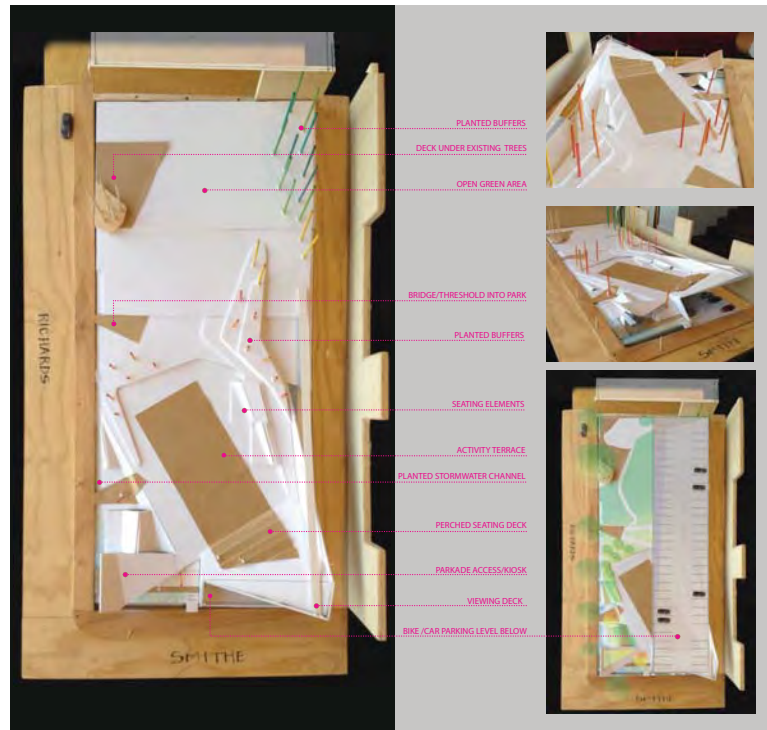 PLANTED BUFFERS
DECK UNDER EXISTING TREES
OPEN GREEN AREA
BRIDGE/THRESHOLD INTO PARK
PLANTED BUFFERS
SEATING ELEMENTS
ACTIVITY TERRACE
PLANTED STORMWATER CHANNEL
PERCHED SEATING DECK
PARKADE ACCESS/KIOSK
VIEWING DECK
BIKE /CAR PARKING LEVEL BELOW
RICHARDS
SMITHE
SMITHE
RICHARDS
SMITHE